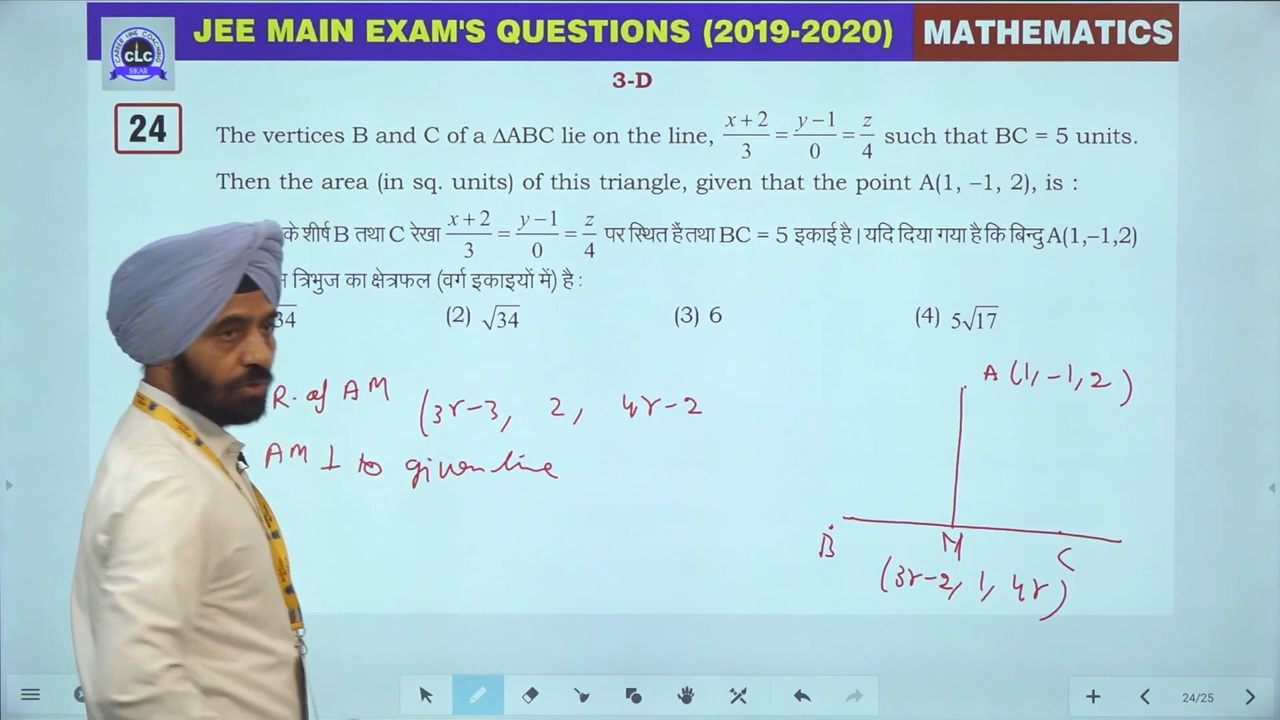 JEE MAIN EXAM'S QUESTIONS (2019-2020) MATHEMATICS
CAREER LINE COACHING
CLC
SIKAR
3-D
24
The vertices B and C of a ΔABC lie on the line, (x+2)/3 = (y−1)/0 = z/4 such that BC = 5 units.
Then the area (in sq. units) of this triangle, given that the point A(1, −1, 2), is :
के शीर्ष B तथा C रेखा (x+2)/3 = (y−1)/0 = z/4 पर स्थित हैं तथा BC = 5 इकाई है। यदि दिया गया है कि बिन्दु A(1,−1,2)
त्रिभुज का क्षेत्रफल (वर्ग इकाइयों में) है :
34 (2) √34 (3) 6 (4) 5√17
A (1, -1, 2)
R. of AM (3r-3, 2, 4r-2
AM ⊥ to given line
B M C
(3r-2, 1, 4r)
24/25